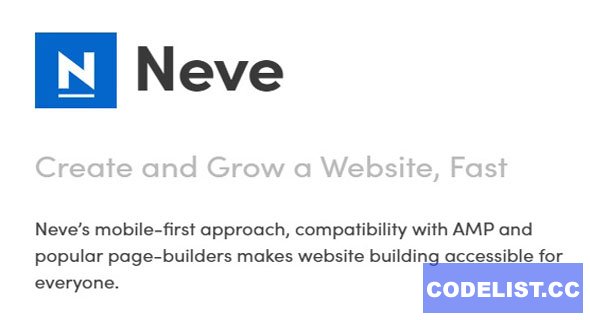 N Neve
Create and Grow a Website, Fast
Neve’s mobile-first approach, compatibility with AMP and
popular page-builders makes website building accessible for
everyone.
CODELIST.CC